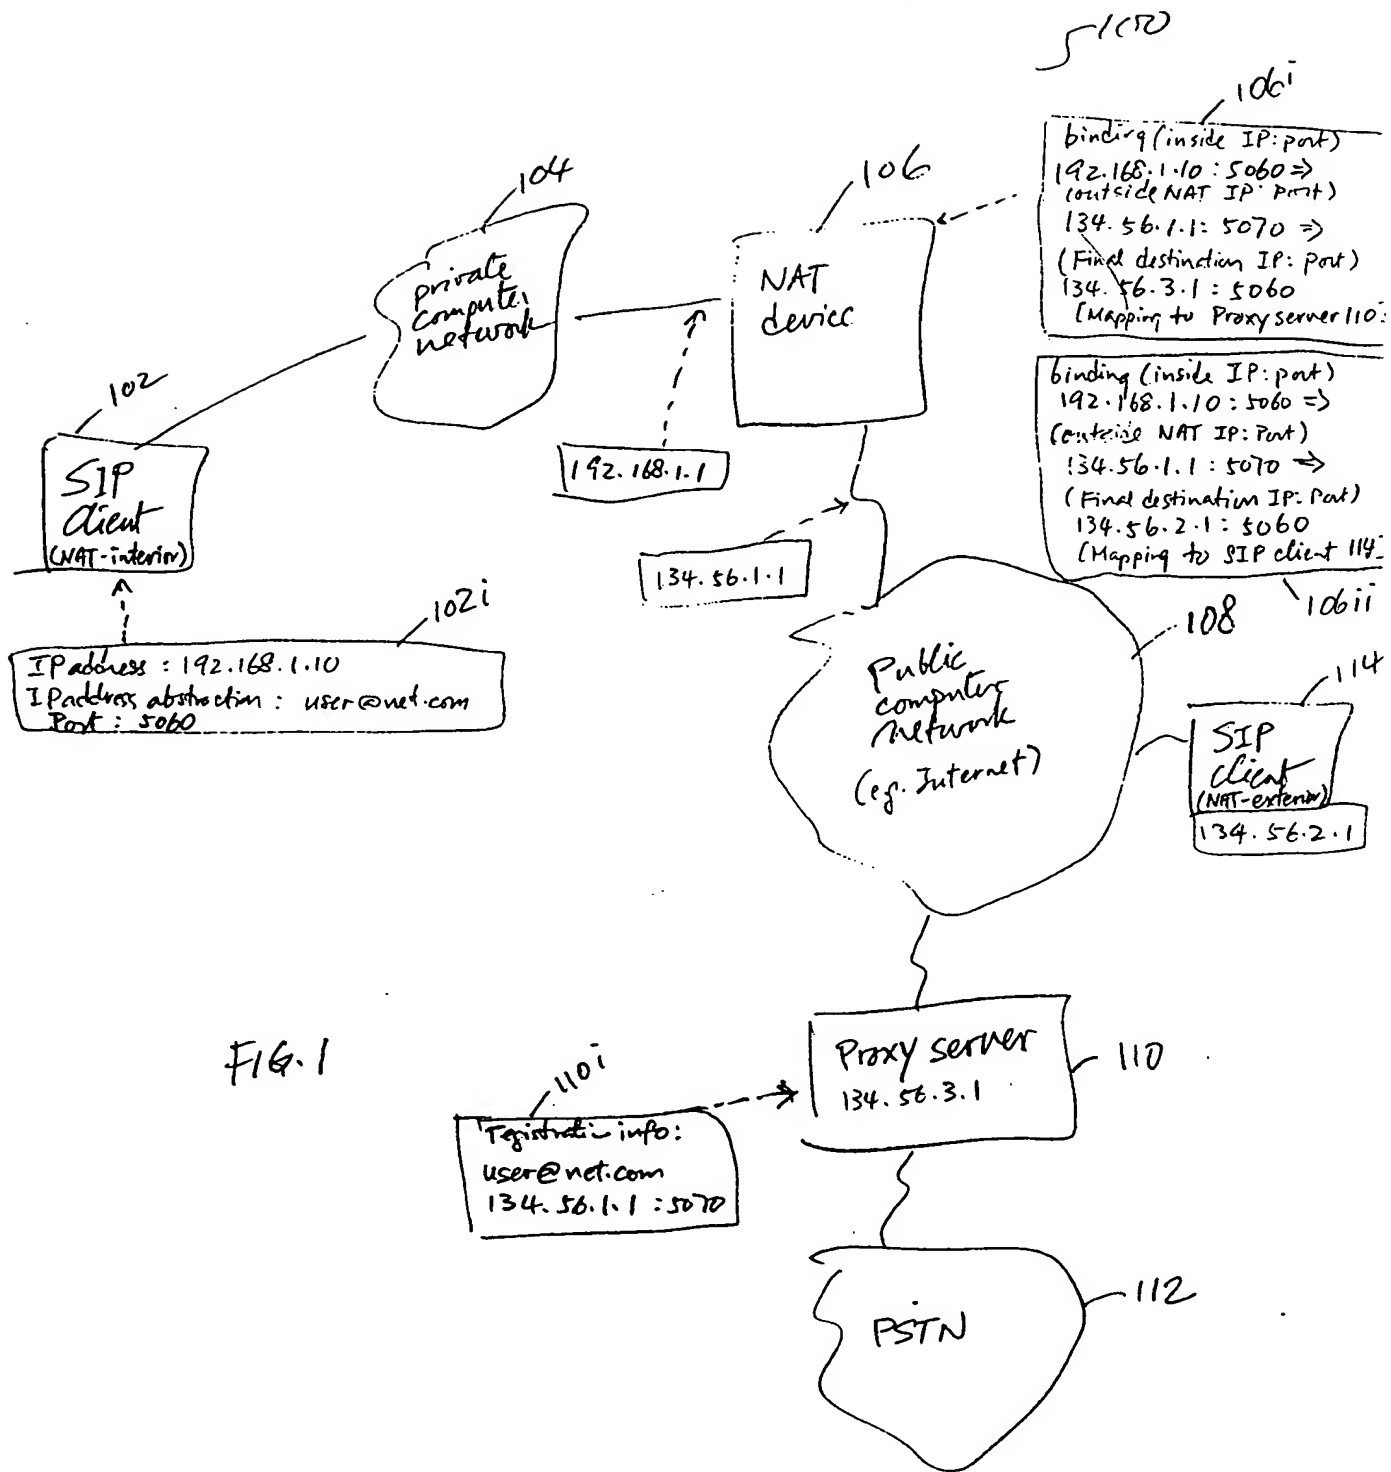 100
106i
binding (inside IP: port)
192.168.1.10 : 5060 =>
(outside NAT IP: Port)
134.56.1.1: 5070 =>
(Final destination IP: port)
134.56.3.1 : 5060
(Mapping to Proxy server 110
binding (inside IP: port)
192.168.1.10 : 5060 =>
(outside NAT IP: Port)
134.56.1.1 : 5070 =>
(Final destination IP: Port)
134.56.2.1 : 5060
(Mapping to SIP client 114
106ii
104
private
computer
network
106
NAT
device
192.168.1.1
134.56.1.1
102
SIP
client
(NAT-interior)
102i
IP address : 192.168.1.10
IP address abstraction : user@net.com
Port : 5060
108
Public
computer
network
(e.g. Internet)
114
SIP
client
(NAT-exterior)
134.56.2.1
FIG.1
Proxy server
134.56.3.1
110
110i
registration info:
user@net.com
134.56.1.1 :5070
PSTN
112